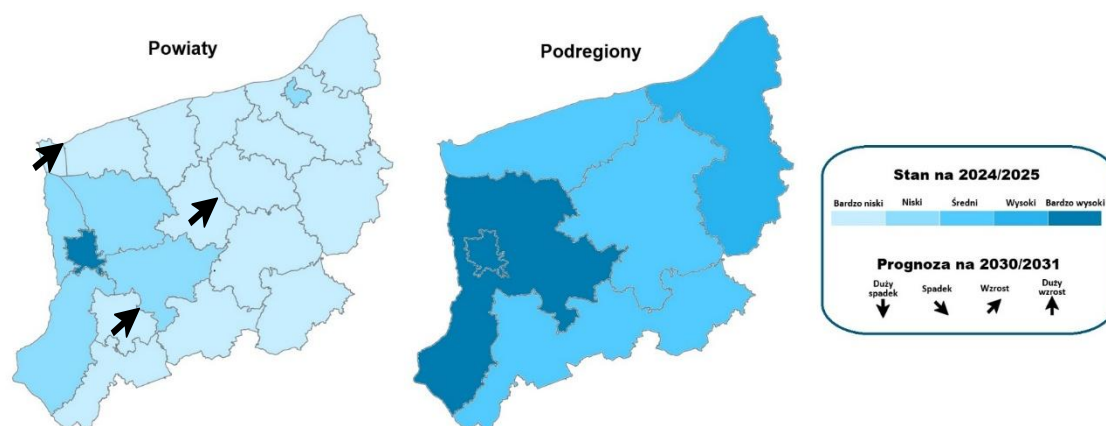 Powiaty
Podregiony
Stan na 2024/2025
Bardzo niski Niski Średni Wysoki Bardzo wysoki
Prognoza na 2030/2031
Duży spadek Spadek Wzrost Duży wzrost